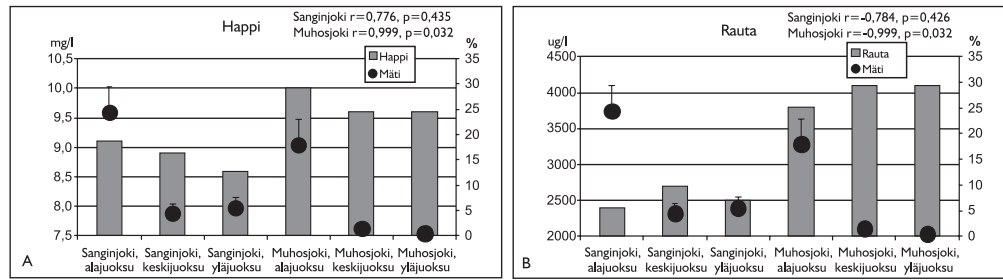 Happi
Sanginjoki r=0,776, p=0,435
Muhosjoki r=0,999, p=0,032
mg/l
%
10,5
10,0
9,5
9,0
8,5
8,0
7,5
35
30
25
20
15
10
5
0
Happi
Mäti
Sanginjoki, alajuoksu
Sanginjoki, keskijuoksu
Sanginjoki, yläjuoksu
Muhosjoki, alajuoksu
Muhosjoki, keskijuoksu
Muhosjoki, yläjuoksu
A
Rauta
Sanginjoki r=-0,784, p=0,426
Muhosjoki r=-0,999, p=0,032
ug/l
%
4500
4000
3500
3000
2500
2000
35
30
25
20
15
10
5
0
Rauta
Mäti
Sanginjoki, alajuoksu
Sanginjoki, keskijuoksu
Sanginjoki, yläjuoksu
Muhosjoki, alajuoksu
Muhosjoki, keskijuoksu
Muhosjoki, yläjuoksu
B